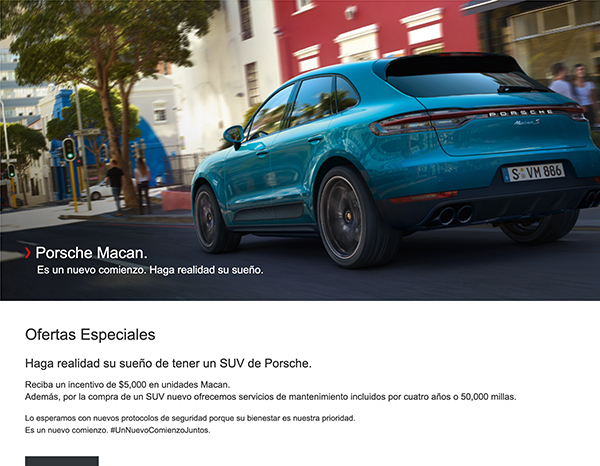 PORSCHE
Macan S
S VM 886
Porsche Macan.
Es un nuevo comienzo. Haga realidad su sueño.
Ofertas Especiales
Haga realidad su sueño de tener un SUV de Porsche.
Reciba un incentivo de $5,000 en unidades Macan.
Además, por la compra de un SUV nuevo ofrecemos servicios de mantenimiento incluidos por cuatro años o 50,000 millas.
Lo esperamos con nuevos protocolos de seguridad porque su bienestar es nuestra prioridad.
Es un nuevo comienzo. #UnNuevoComienzoJuntos.